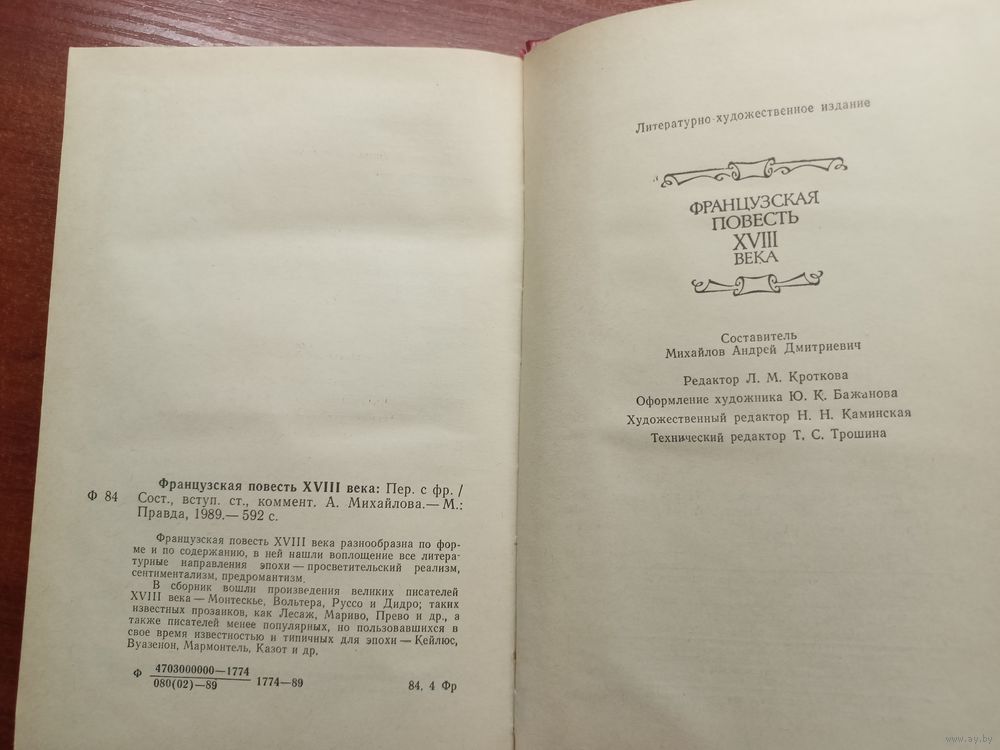 Французская повесть XVIII века: Пер. с фр. /
Ф 84 Сост., вступ. ст., коммент. А. Михайлова.— М.:
Правда, 1989.— 592 с.
Французская повесть XVIII века разнообразна по фор-
ме и по содержанию, в ней нашли воплощение все литера-
турные направления эпохи — просветительский реализм,
сентиментализм, предромантизм.
В сборник вошли произведения великих писателей
XVIII века — Монтескье, Вольтера, Руссо и Дидро; таких
известных прозаиков, как Лесаж, Мариво, Прево и др., а
также писателей менее популярных, но пользовавшихся в
свое время известностью и типичных для эпохи — Кейлюс,
Вуазенон, Мармонтель, Казот и др.
Ф 4703000000—1774
080(02)—89 1774—89 84. 4 Фр
Литературно-художественное издание
ФРАНЦУЗСКАЯ
ПОВЕСТЬ
XVIII
ВЕКА
Составитель
Михайлов Андрей Дмитриевич
Редактор Л. М. Кроткова
Оформление художника Ю. К. Бажанова
Художественный редактор Н. Н. Каминская
Технический редактор Т. С. Трошина
www.ay.by